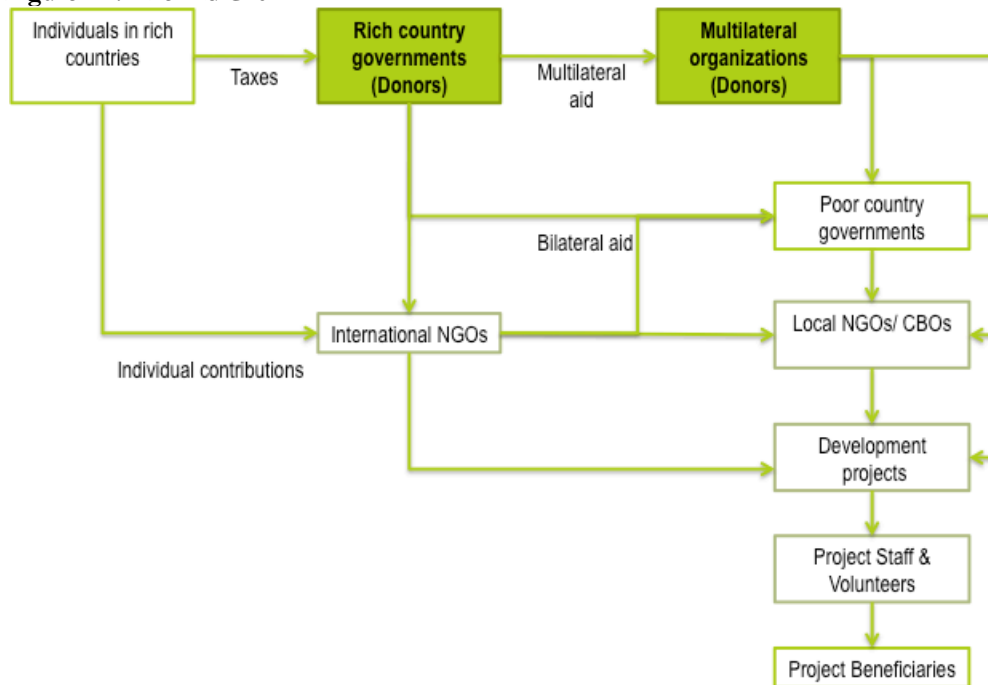 Individuals in rich
countries
Rich country
governments
(Donors)
Multilateral
organizations
(Donors)
Taxes
Multilateral
aid
Poor country
governments
Bilateral aid
International NGOs
Local NGOs/ CBOs
Individual contributions
Development
projects
Project Staff &
Volunteers
Project Beneficiaries